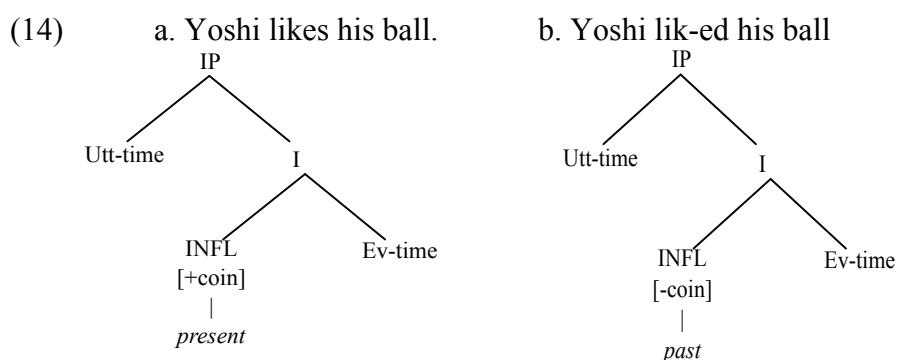 (14) a. Yoshi likes his ball. b. Yoshi lik-ed his ball
IP IP
Utt-time I Utt-time I
INFL Ev-time INFL Ev-time
[+coin] [-coin]
| |
present past